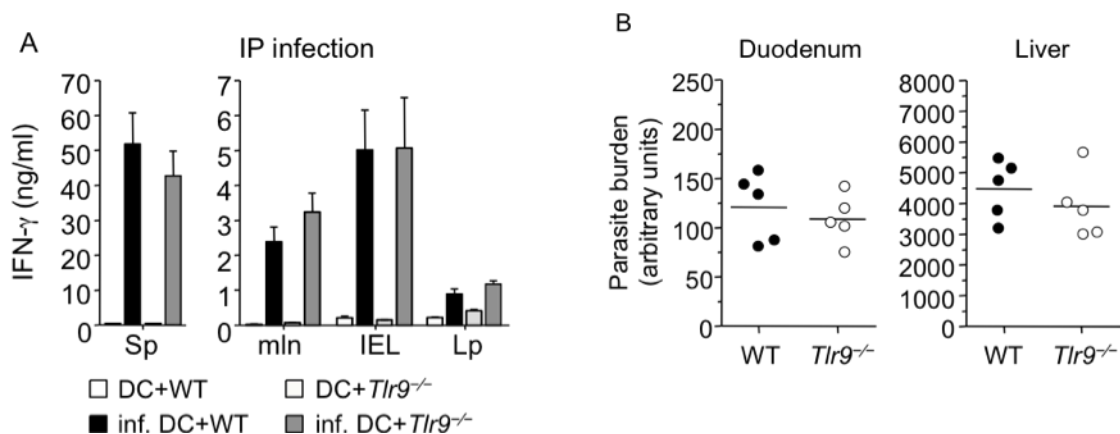 A
IP infection
IFN-γ (ng/ml)
70
60
50
40
30
20
10
0
Sp
7
6
5
4
3
2
1
0
mln IEL Lp
DC+WT DC+Tlr9–/–
inf. DC+WT inf. DC+Tlr9–/–
B
Parasite burden
(arbitrary units)
Duodenum
250
200
150
100
50
0
WT Tlr9–/–
Liver
8000
7000
6000
5000
4000
3000
2000
1000
0
WT Tlr9–/–